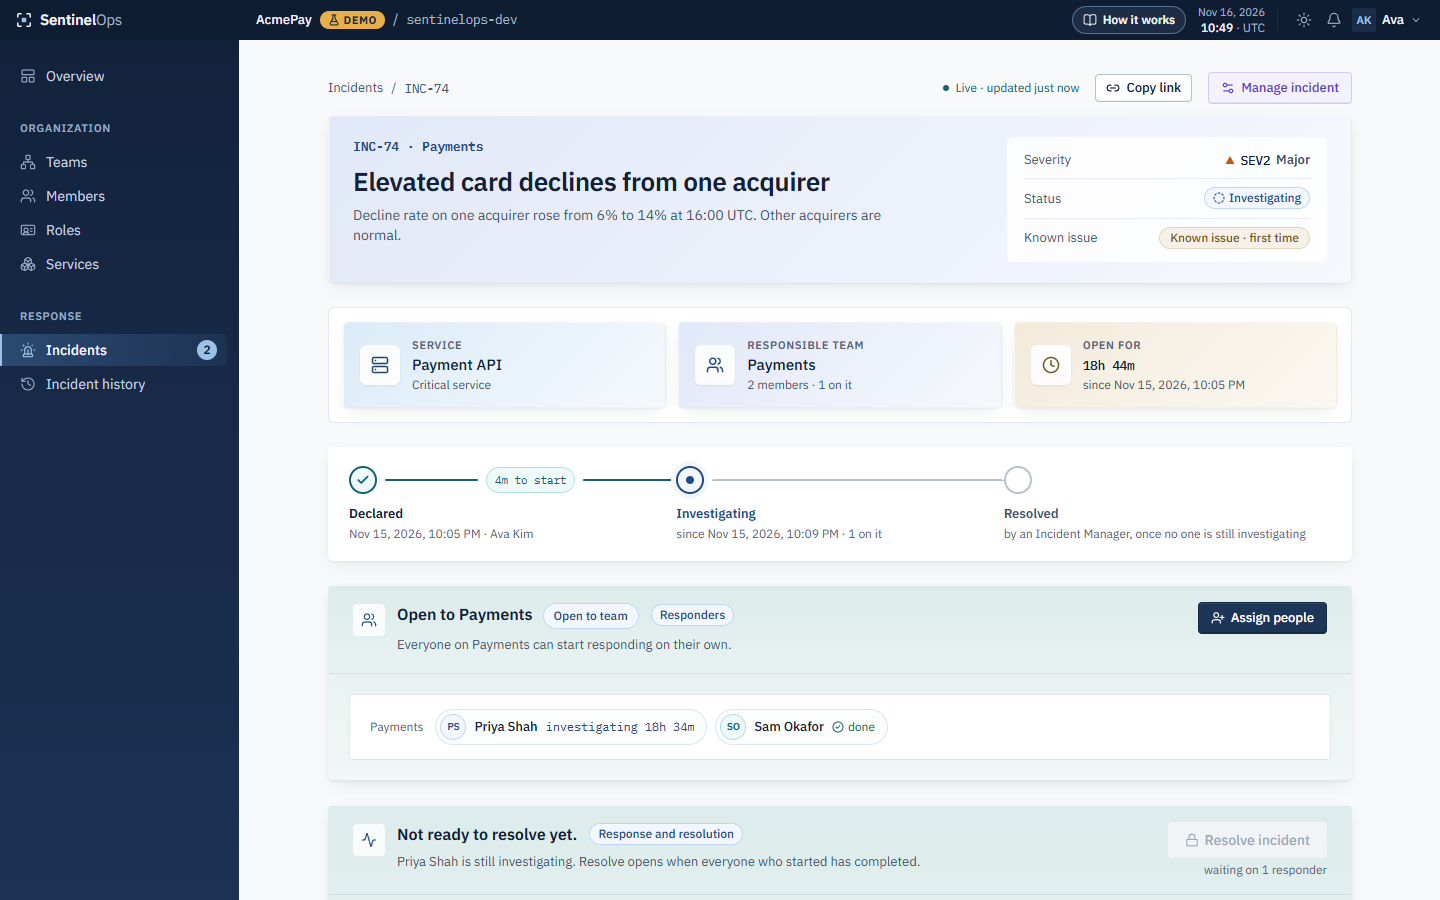 SentinelOps
AcmePay DEMO / sentinelops-dev
How it works
Nov 16, 2026
10:49 · UTC
AK Ava
Overview
ORGANIZATION
Teams
Members
Roles
Services
RESPONSE
Incidents 2
Incident history
Incidents / INC-74
Live · updated just now
Copy link
Manage incident
INC-74 · Payments
Elevated card declines from one acquirer
Decline rate on one acquirer rose from 6% to 14% at 16:00 UTC. Other acquirers are
normal.
Severity SEV2 Major
Status Investigating
Known issue Known issue · first time
SERVICE
Payment API
Critical service
RESPONSIBLE TEAM
Payments
2 members · 1 on it
OPEN FOR
18h 44m
since Nov 15, 2026, 10:05 PM
4m to start
Declared
Nov 15, 2026, 10:05 PM · Ava Kim
Investigating
since Nov 15, 2026, 10:09 PM · 1 on it
Resolved
by an Incident Manager, once no one is still investigating
Open to Payments Open to team Responders
Everyone on Payments can start responding on their own.
Assign people
Payments PS Priya Shah investigating 18h 34m SO Sam Okafor done
Not ready to resolve yet. Response and resolution
Priya Shah is still investigating. Resolve opens when everyone who started has completed.
Resolve incident
waiting on 1 responder